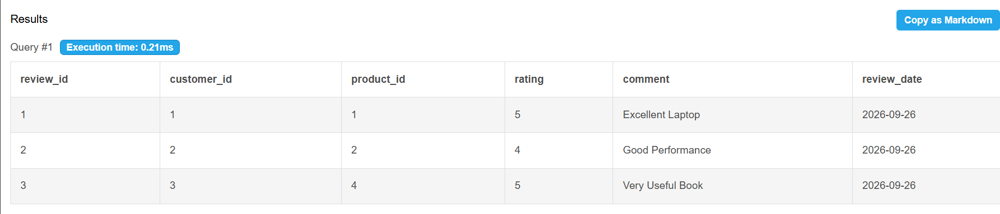 Results
Copy as Markdown
Query #1 Execution time: 0.21ms
review_id customer_id product_id rating comment review_date
1 1 1 5 Excellent Laptop 2026-09-26
2 2 2 4 Good Performance 2026-09-26
3 3 4 5 Very Useful Book 2026-09-26